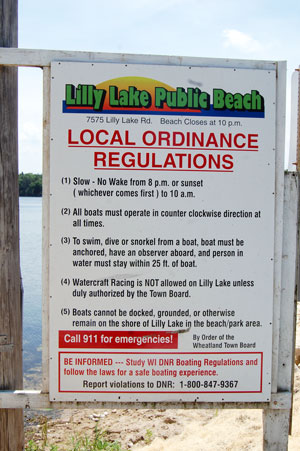 Lilly Lake Public Beach
7575 Lilly Lake Rd. Beach Closes at 10 p.m.
LOCAL ORDINANCE
REGULATIONS
(1) Slow - No Wake from 8 p.m. or sunset
( whichever comes first ) to 10 a.m.
(2) All boats must operate in counter clockwise direction at
all times.
(3) To swim, dive or snorkel from a boat, boat must be
anchored, have an observer aboard, and person in
water must stay within 25 ft. of boat.
(4) Watercraft Racing is NOT allowed on Lilly Lake unless
duly authorized by the Town Board.
(5) Boats cannot be docked, grounded, or otherwise
remain on the shore of Lilly Lake in the beach/park area.
Call 911 for emergencies!
By Order of the
Wheatland Town Board
BE INFORMED --- Study WI DNR Boating Regulations and
follow the laws for a safe boating experience.
Report violations to DNR: 1-800-847-9367